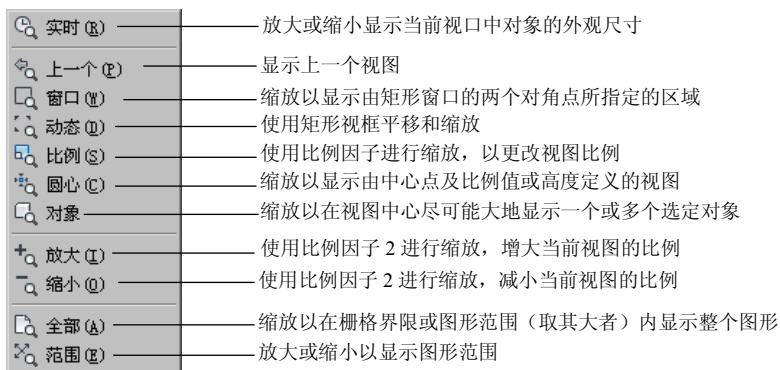 实时(R) 放大或缩小显示当前视口中对象的外观尺寸
上一个(P) 显示上一个视图
窗口(W) 缩放以显示由矩形窗口的两个对角点所指定的区域
动态(D) 使用矩形视框平移和缩放
比例(S) 使用比例因子进行缩放，以更改视图比例
圆心(C) 缩放以显示由中心点及比例值或高度定义的视图
对象 缩放以在视图中心尽可能大地显示一个或多个选定对象
放大(I) 使用比例因子 2 进行缩放，增大当前视图的比例
缩小(O) 使用比例因子 2 进行缩放，减小当前视图的比例
全部(A) 缩放以在栅格界限或图形范围（取其大者）内显示整个图形
范围(E) 放大或缩小以显示图形范围